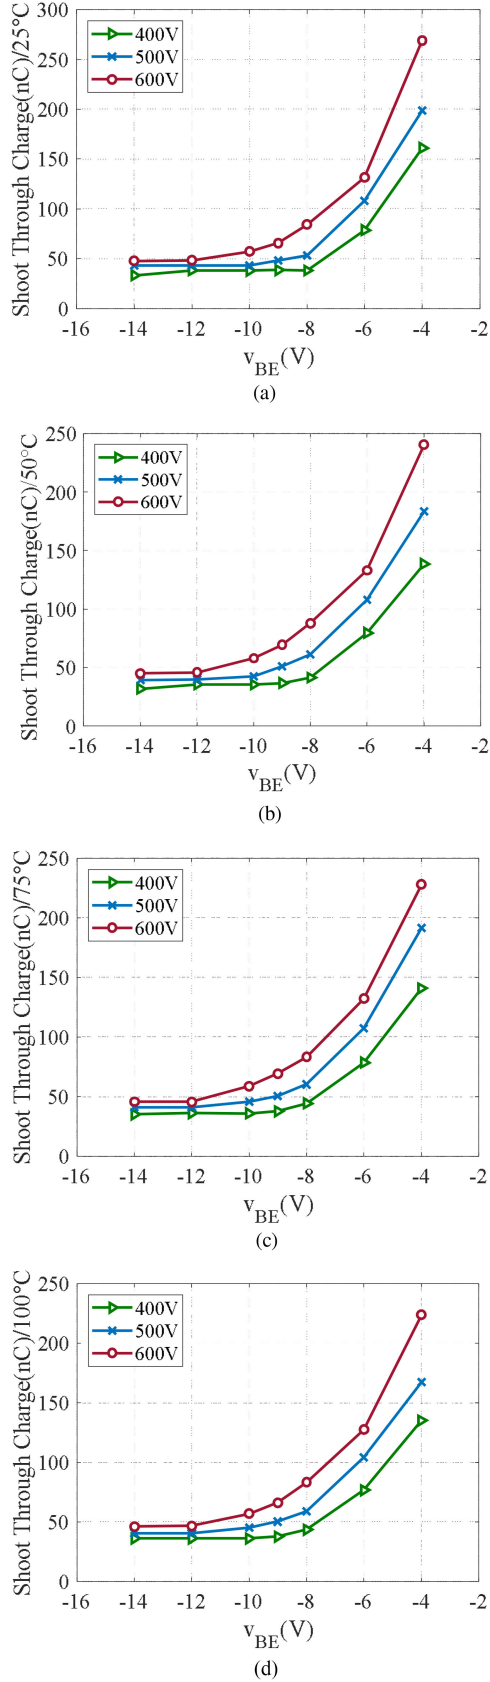 Shoot Through Charge(nC)/25°C
300
250
200
150
100
50
0
400V
500V
600V
-16 -14 -12 -10 -8 -6 -4 -2
vBE(V)
(a)
Shoot Through Charge(nC)/50°C
250
200
150
100
50
0
400V
500V
600V
-16 -14 -12 -10 -8 -6 -4 -2
vBE(V)
(b)
Shoot Through Charge(nC)/75°C
250
200
150
100
50
0
400V
500V
600V
-16 -14 -12 -10 -8 -6 -4 -2
vBE(V)
(c)
Shoot Through Charge(nC)/100°C
250
200
150
100
50
0
400V
500V
600V
-16 -14 -12 -10 -8 -6 -4 -2
vBE(V)
(d)